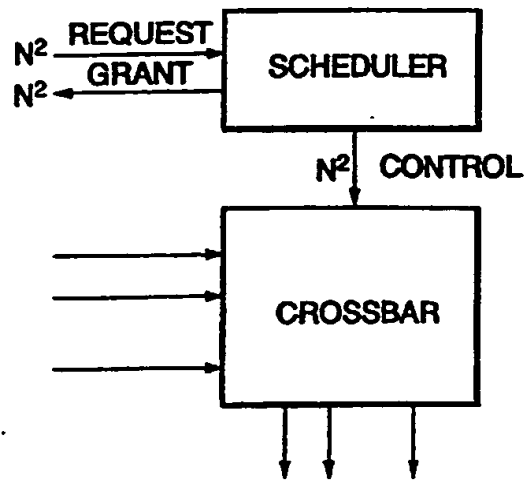 N² REQUEST
N² GRANT
SCHEDULER
N² CONTROL
CROSSBAR